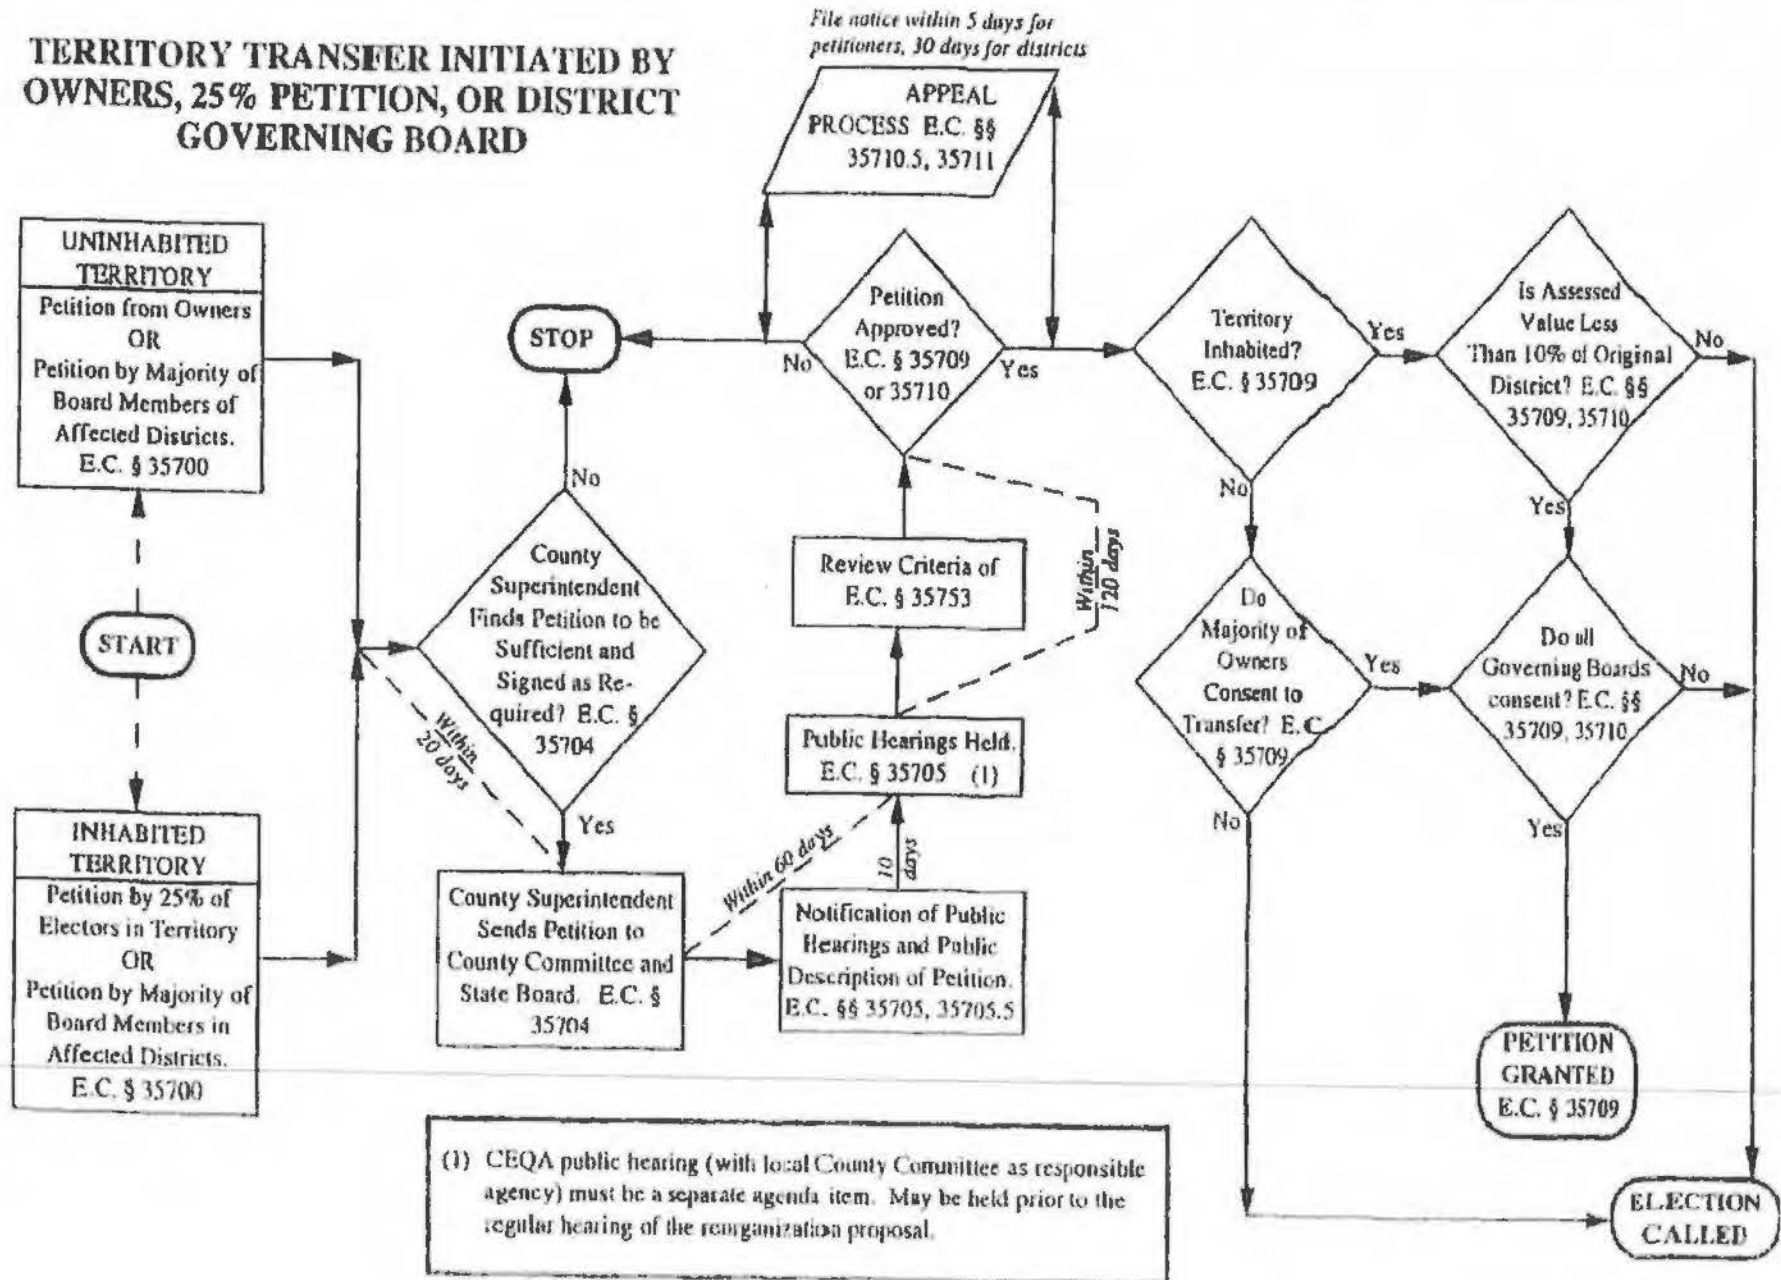 TERRITORY TRANSFER INITIATED BY
OWNERS, 25% PETITION, OR DISTRICT
GOVERNING BOARD
File notice within 5 days for
petitioners, 30 days for districts
APPEAL
PROCESS E.C. §§
35710.5, 35711
UNINHABITED
TERRITORY
Petition from Owners
OR
Petition by Majority of
Board Members of
Affected Districts.
E.C. § 35700
START
INHABITED
TERRITORY
Petition by 25% of
Electors in Territory
OR
Petition by Majority of
Board Members in
Affected Districts.
E.C. § 35700
STOP
No
County
Superintendent
Finds Petition to be
Sufficient and
Signed as Re-
quired? E.C. §
35704
Within
20 days
Yes
County Superintendent
Sends Petition to
County Committee and
State Board. E.C. §
35704
Within 60 days
Notification of Public
Hearings and Public
Description of Petition.
E.C. §§ 35705, 35705.5
10
days
Public Hearings Held.
E.C. § 35705 (1)
Review Criteria of
E.C. § 35753
Within
120 days
Petition
Approved?
E.C. § 35709
or 35710
No
Yes
Territory
Inhabited?
E.C. § 35709
Yes
No
Is Assessed
Value Less
Than 10% of Original
District? E.C. §§
35709, 35710
No
Yes
Do
Majority of
Owners
Consent to
Transfer? E.C.
§ 35709
Yes
No
Do all
Governing Boards
consent? E.C. §§
35709, 35710
No
Yes
PETITION
GRANTED
E.C. § 35709
ELECTION
CALLED
(1) CEQA public hearing (with local County Committee as responsible
agency) must be a separate agenda item. May be held prior to the
regular hearing of the reorganization proposal.